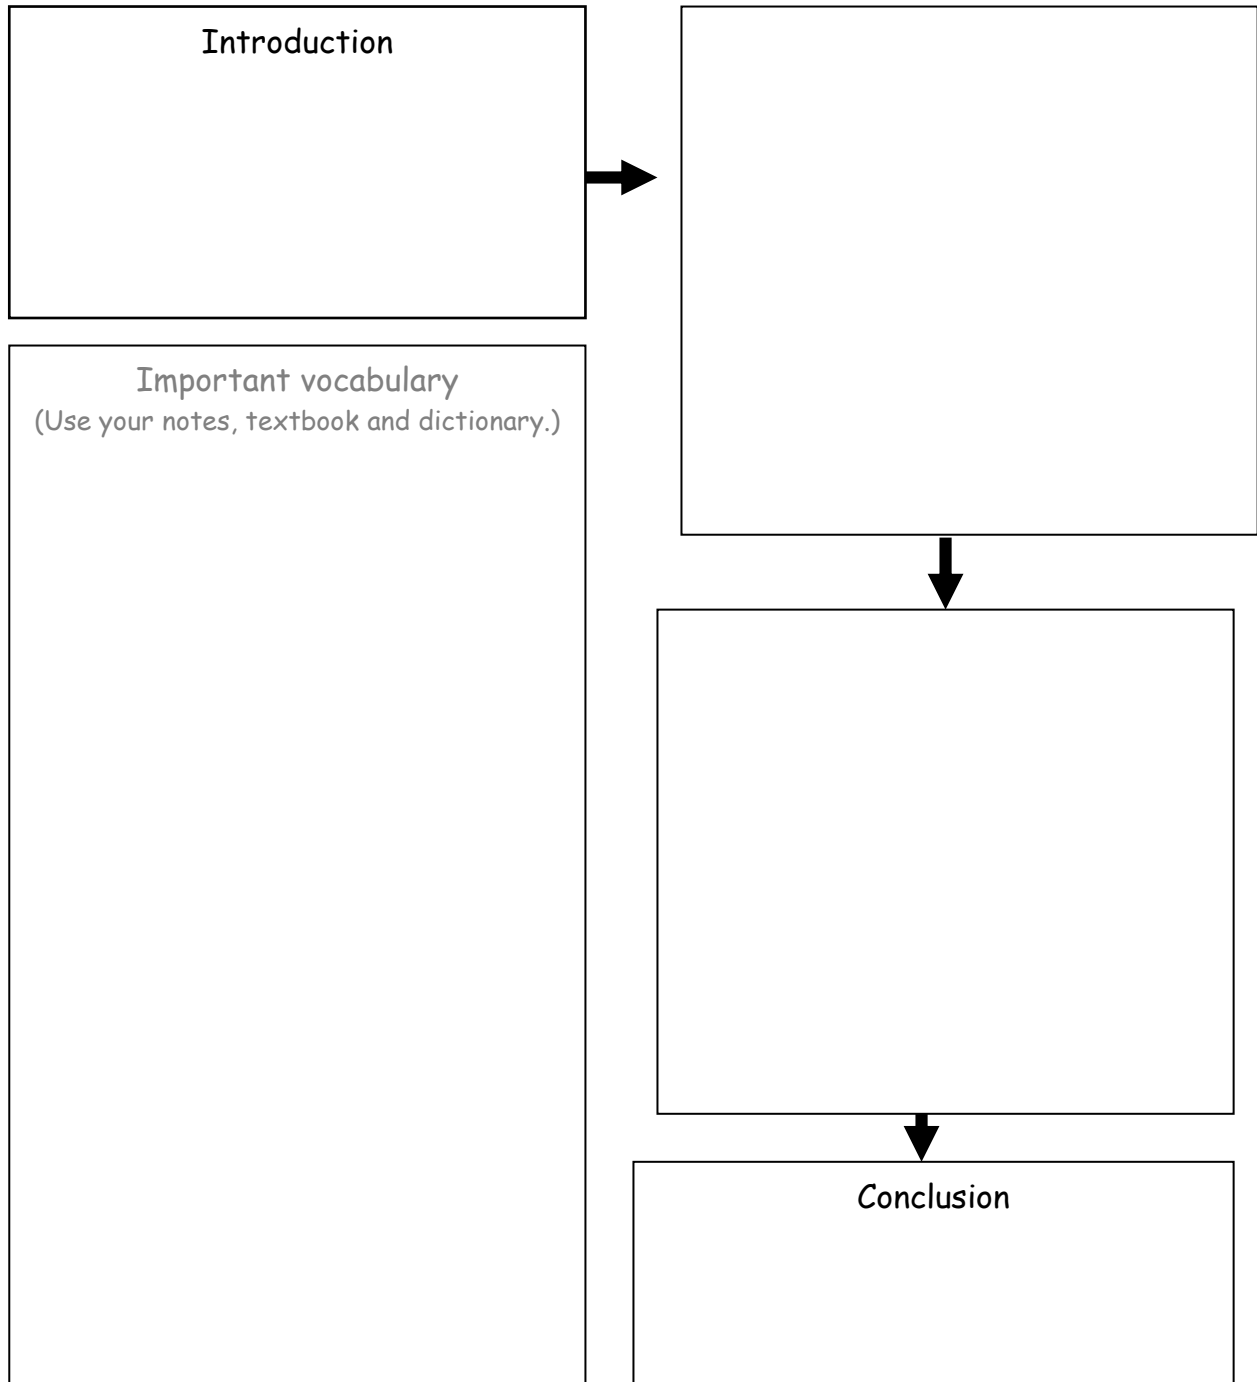 Introduction
Important vocabulary
(Use your notes, textbook and dictionary.)
Conclusion